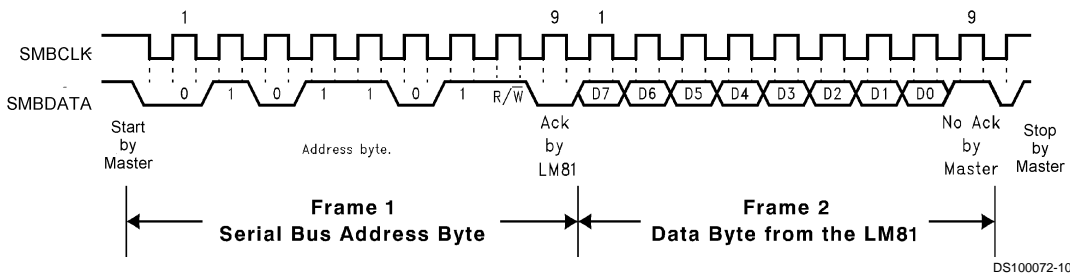 1 9 1 9
SMBCLK
SMBDATA
0 1 0 1 1 0 1 R/W̅ D7 D6 D5 D4 D3 D2 D1 D0
Start
by
Master
Address byte.
Ack
by
LM81
No Ack
by
Master
Stop
by
Master
Frame 1
Serial Bus Address Byte
Frame 2
Data Byte from the LM81
DS100072-10